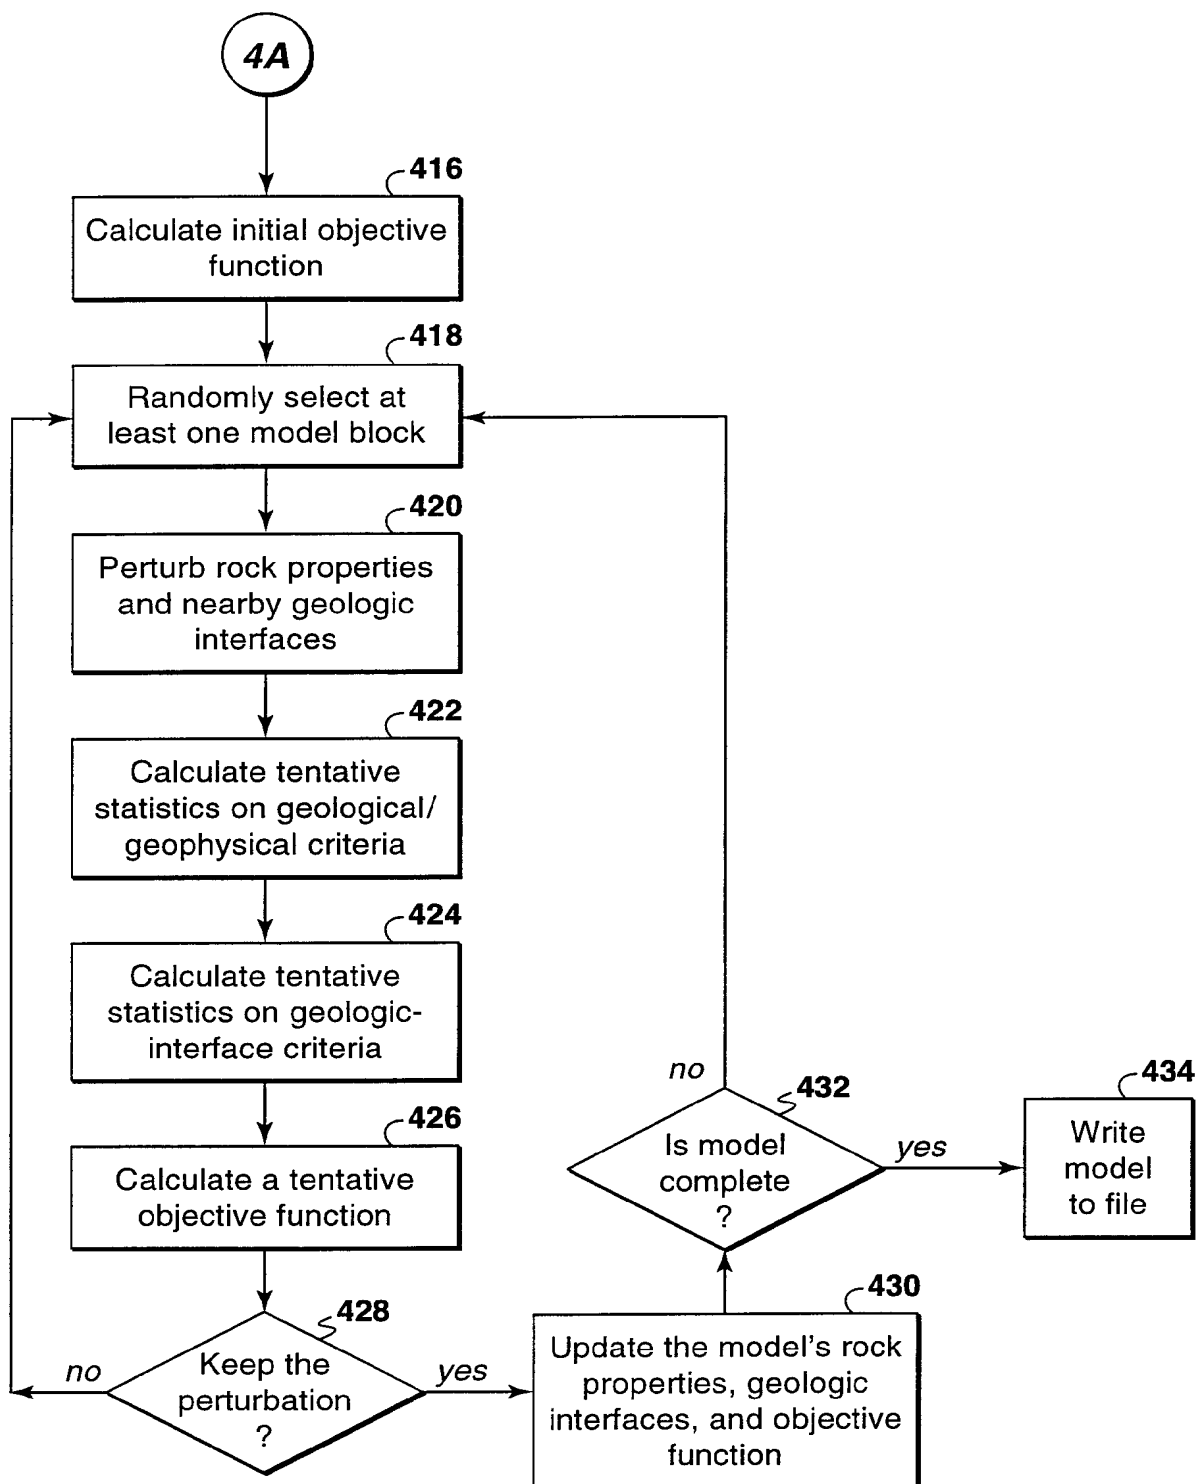 4A
416
Calculate initial objective
function
418
Randomly select at
least one model block
420
Perturb rock properties
and nearby geologic
interfaces
422
Calculate tentative
statistics on geological/
geophysical criteria
424
Calculate tentative
statistics on geologic-
interface criteria
426
Calculate a tentative
objective function
428
Keep the
perturbation
?
no
yes
430
Update the model's rock
properties, geologic
interfaces, and objective
function
432
Is model
complete
?
no
yes
434
Write
model
to file